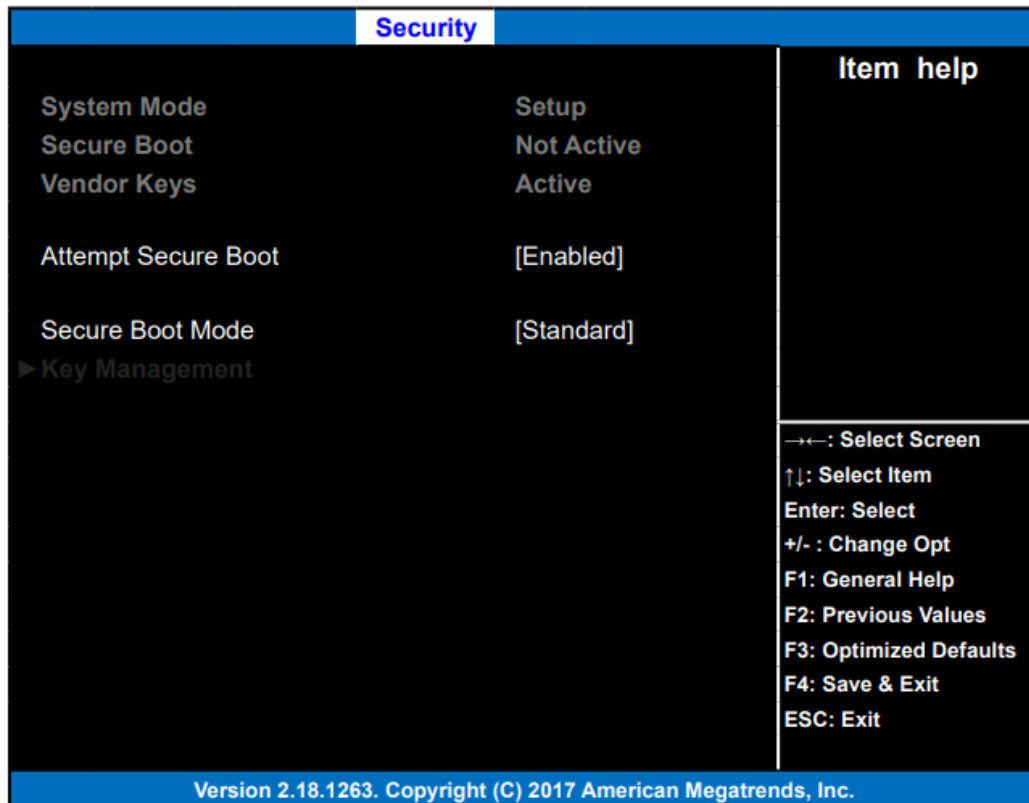 Security
Item help
System Mode Setup
Secure Boot Not Active
Vendor Keys Active
Attempt Secure Boot [Enabled]
Secure Boot Mode [Standard]
►Key Management
→←: Select Screen
↑↓: Select Item
Enter: Select
+/- : Change Opt
F1: General Help
F2: Previous Values
F3: Optimized Defaults
F4: Save & Exit
ESC: Exit
Version 2.18.1263. Copyright (C) 2017 American Megatrends, Inc.